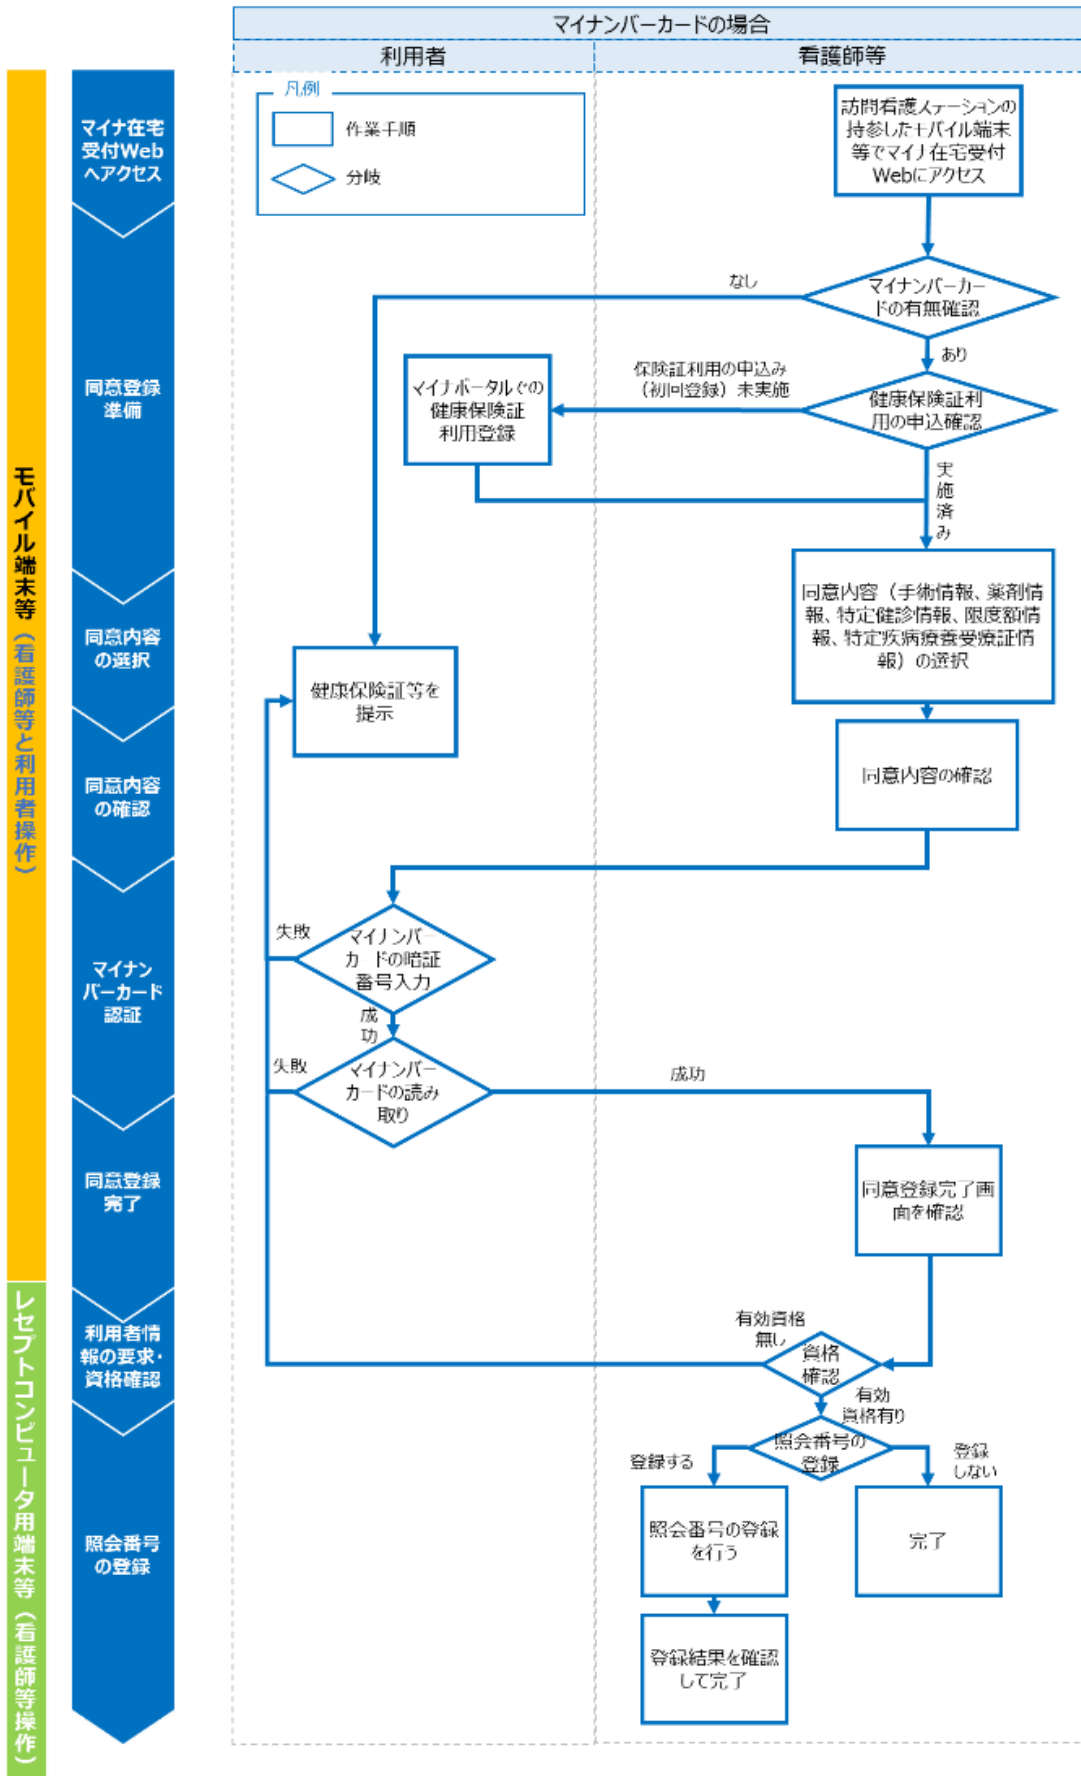 マイナンバーカードの場合
利用者
看護師等
凡例
作業手順
分岐
モバイル端末等（看護師等と利用者操作）
レセプトコンピュータ用端末等（看護師等操作）
マイナ在宅
受付Web
へアクセス
訪問看護ステーションの
持参したモバイル端末
等でマイナ在宅受付
Webにアクセス
同意登録
準備
マイナンバーカー
ドの有無確認
なし
あり
健康保険証利
用の申込確認
保険証利用の申込み
（初回登録）未実施
マイナポータルでの
健康保険証
利用登録
実
施
済
み
同意内容
の選択
同意内容（手術情報、薬剤情
報、特定健診情報、限度額情
報、特定疾病療養受療証情
報）の選択
健康保険証等を
提示
同意内容
の確認
同意内容の確認
マイナン
バーカード
認証
マイナンバー
カードの暗証
番号入力
失敗
成
功
マイナンバー
カードの読み
取り
失敗
成功
同意登録
完了
同意登録完了画
面を確認
利用者情
報の要求・
資格確認
有効資格
無し
資格
確認
有効
資格有り
照会番号
の登録
照会番号の
登録
登録する
登録
しない
照会番号の登録
を行う
完了
登録結果を確認
して完了